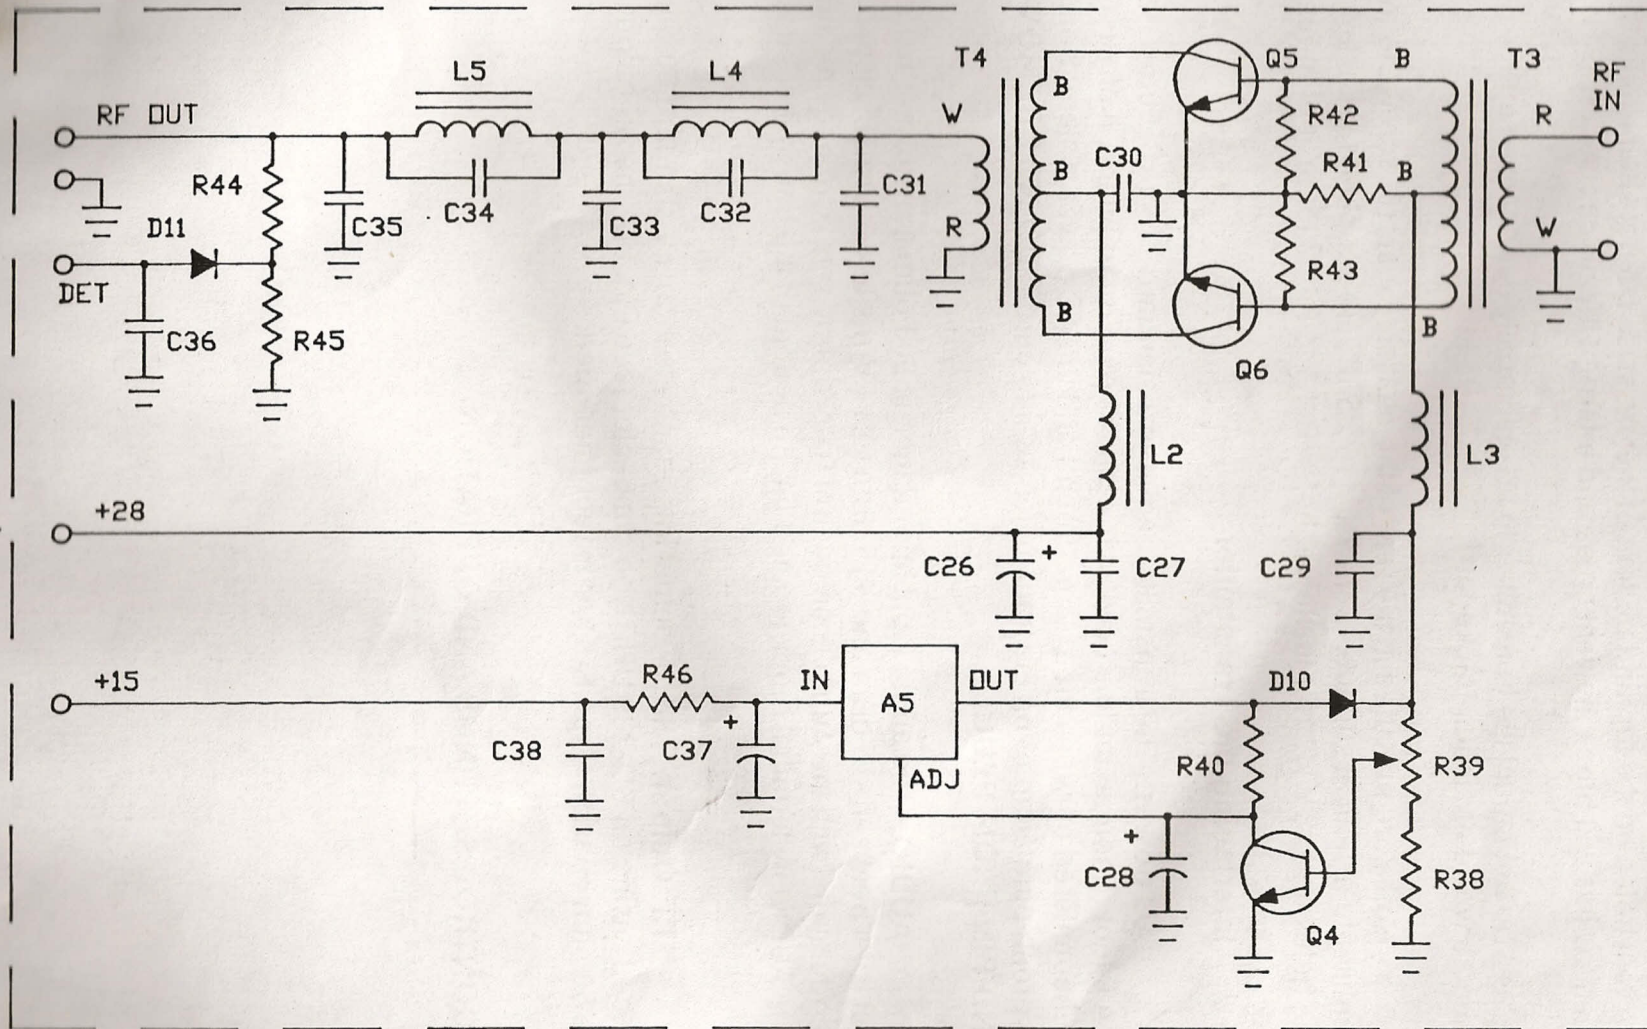 L5
L4
T4
Q5
B
T3
RF
IN
RF OUT
W
B
R42
R
R44
C30
R41
B
B
C34
C32
C31
D11
C35
C33
R
W
DET
R43
B
B
C36
R45
Q6
L2
L3
+28
C26
+
C27
C29
+15
R46
IN
OUT
D10
A5
+
C38
C37
ADJ
R40
R39
+
C28
R38
Q4